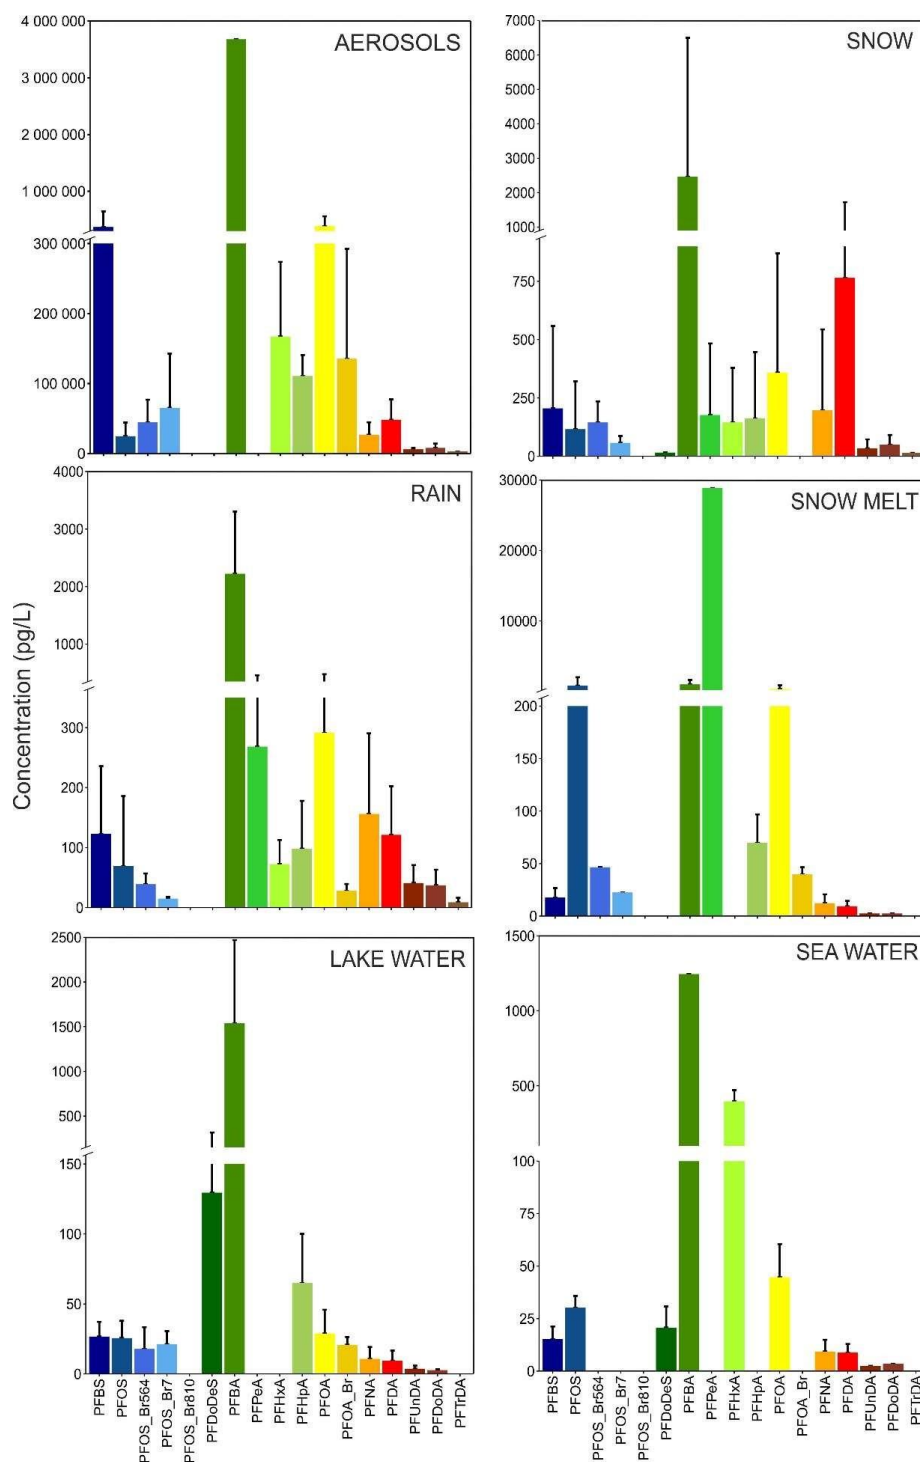 AEROSOLS
4 000 000
3 000 000
2 000 000
1 000 000
300 000
200 000
100 000
0
SNOW
7000
6000
5000
4000
3000
2000
1000
750
500
250
0
RAIN
4000
3000
2000
1000
300
200
100
0
SNOW MELT
30000
20000
10000
200
150
100
50
0
Concentration (pg/L)
LAKE WATER
2500
2000
1500
1000
500
150
100
50
0
SEA WATER
1500
1000
500
100
75
50
25
0
PFBS
PFOS
PFOS_Br564
PFOS_Br7
PFOS_Br810
PFDoDeS
PFBA
PFPeA
PFHxA
PFHpA
PFOA
PFOA_Br
PFNA
PFDA
PFUnDA
PFDoDA
PFTrDA
PFBS
PFOS
PFOS_Br564
PFOS_Br7
PFOS_Br810
PFDoDeS
PFBA
PFPeA
PFHxA
PFHpA
PFOA
PFOA_Br
PFNA
PFDA
PFUnDA
PFDoDA
PFTrDA